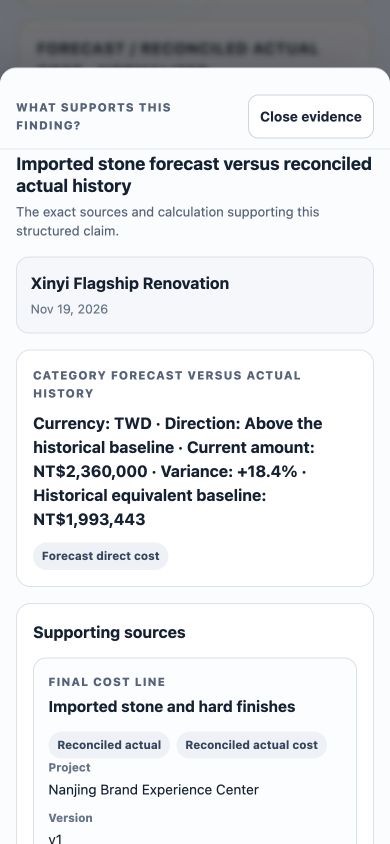 FORECAST / RECONCILED ACTUAL
WHAT SUPPORTS THIS
FINDING?
Close evidence
Imported stone forecast versus reconciled
actual history
The exact sources and calculation supporting this
structured claim.
Xinyi Flagship Renovation
Nov 19, 2026
CATEGORY FORECAST VERSUS ACTUAL
HISTORY
Currency: TWD · Direction: Above the
historical baseline · Current amount:
NT$2,360,000 · Variance: +18.4% ·
Historical equivalent baseline:
NT$1,993,443
Forecast direct cost
Supporting sources
FINAL COST LINE
Imported stone and hard finishes
Reconciled actual Reconciled actual cost
Project
Nanjing Brand Experience Center
Version
v1